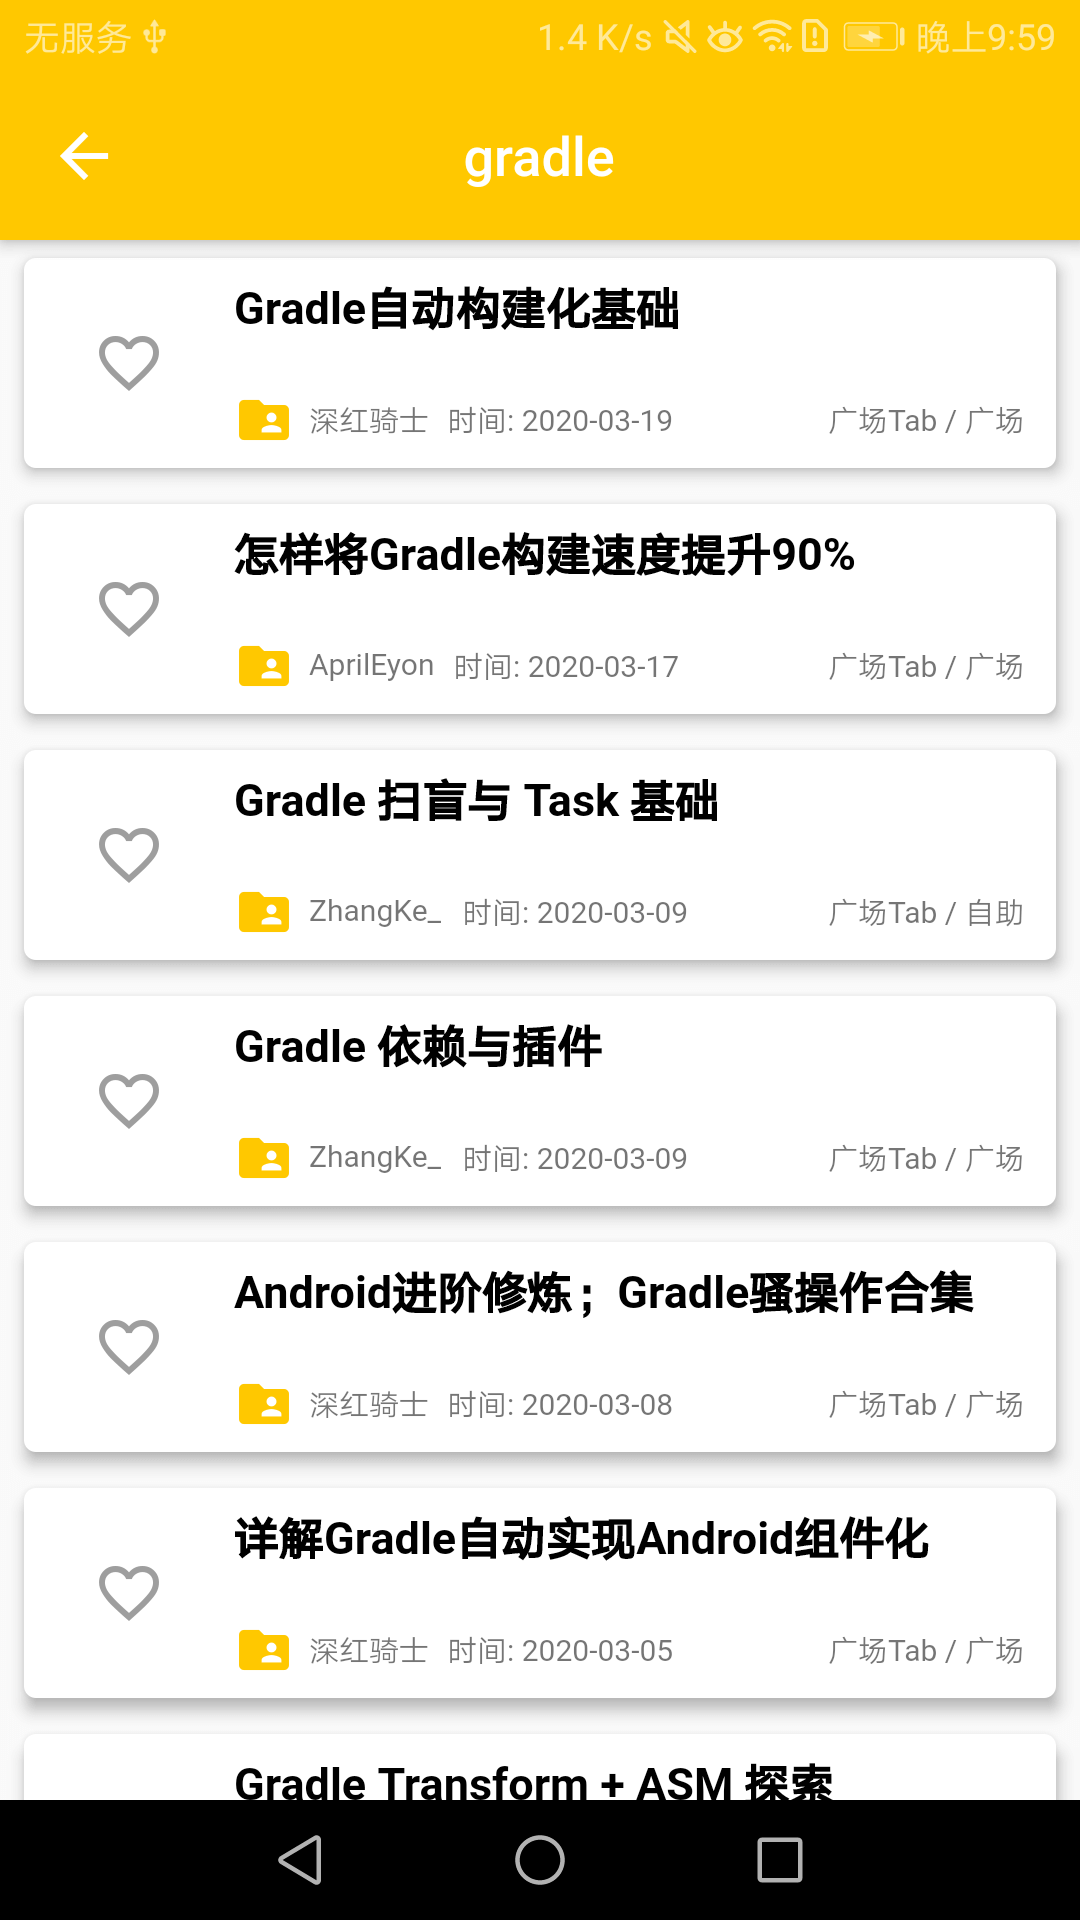 无服务 1.4 K/s 晚上9:59
gradle
Gradle自动构建化基础
深红骑士 时间: 2020-03-19 广场Tab / 广场
怎样将Gradle构建速度提升90%
AprilEyon 时间: 2020-03-17 广场Tab / 广场
Gradle 扫盲与 Task 基础
ZhangKe_ 时间: 2020-03-09 广场Tab / 自助
Gradle 依赖与插件
ZhangKe_ 时间: 2020-03-09 广场Tab / 广场
Android进阶修炼；Gradle骚操作合集
深红骑士 时间: 2020-03-08 广场Tab / 广场
详解Gradle自动实现Android组件化
深红骑士 时间: 2020-03-05 广场Tab / 广场
Gradle Transform + ASM 探索